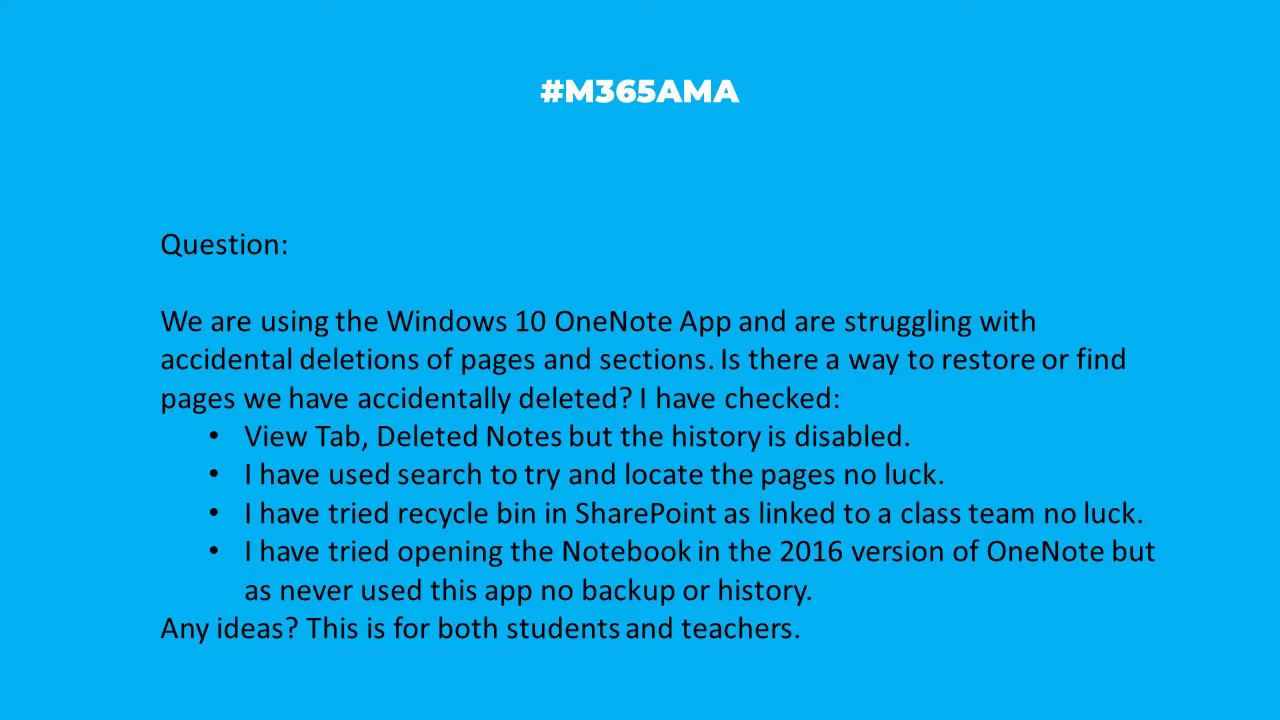 #M365AMA
Question:
We are using the Windows 10 OneNote App and are struggling with
accidental deletions of pages and sections. Is there a way to restore or find
pages we have accidentally deleted? I have checked:
• View Tab, Deleted Notes but the history is disabled.
• I have used search to try and locate the pages no luck.
• I have tried recycle bin in SharePoint as linked to a class team no luck.
• I have tried opening the Notebook in the 2016 version of OneNote but
as never used this app no backup or history.
Any ideas? This is for both students and teachers.